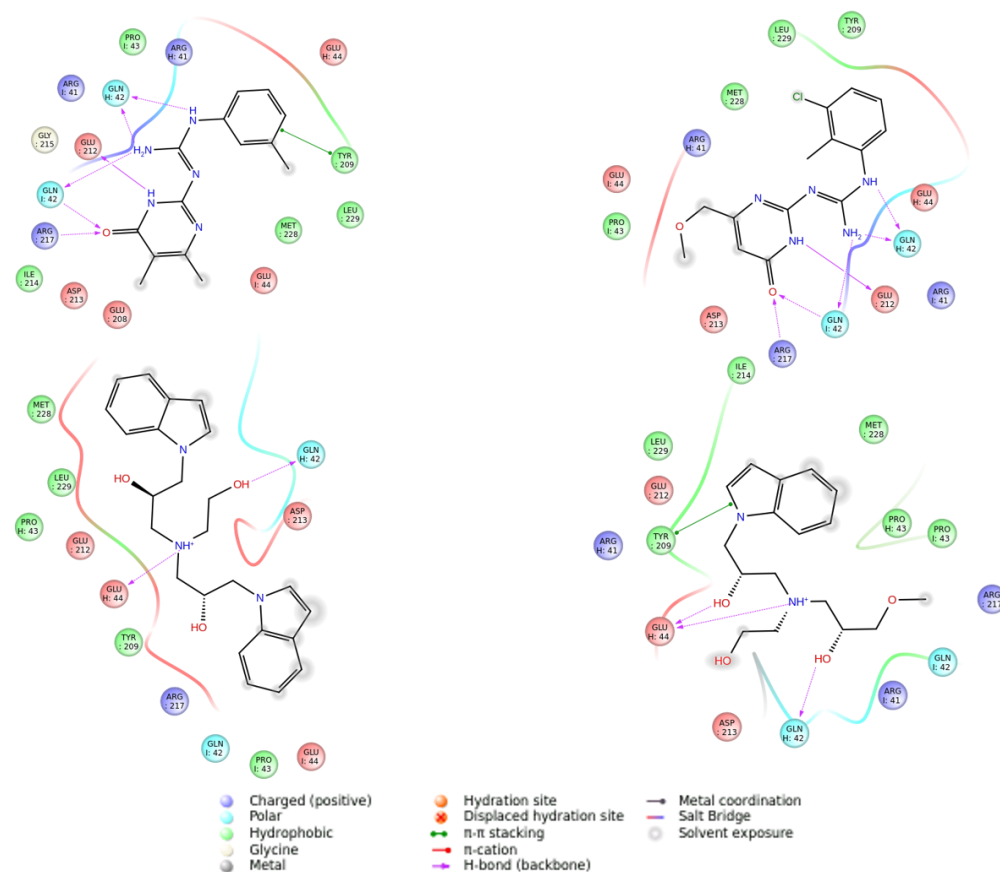 PRO
I: 43
ARG
H: 41
GLU
H: 44
ARG
I: 41
GLN
H: 42
H
N
GLY
: 215
GLU
: 212
H2N
N
TYR
: 209
GLN
I: 42
H
N
N
LEU
: 229
ARG
: 217
O
MET
: 228
ILE
: 214
ASP
: 213
GLU
: 208
GLU
I: 44
LEU
: 229
TYR
: 209
MET
: 228
Cl
ARG
H: 41
GLU
I: 44
N
N
NH
GLU
H: 44
PRO
I: 43
O
NH
NH2
GLN
H: 42
O
GLU
: 212
ARG
I: 41
ASP
: 213
GLN
I: 42
ARG
: 217
MET
: 228
N
GLN
H: 42
LEU
: 229
HO
OH
PRO
H: 43
GLU
: 212
NH+
ASP
: 213
GLU
H: 44
N
HO
TYR
: 209
ARG
: 217
GLN
I: 42
PRO
I: 43
GLU
I: 44
ILE
: 214
LEU
: 229
MET
: 228
GLU
: 212
N
ARG
H: 41
TYR
: 209
PRO
H: 43
PRO
I: 43
HO
NH+
O
ARG
: 217
GLU
H: 44
HO
HO
GLN
I: 42
ARG
I: 41
ASP
: 213
GLN
H: 42
Charged (positive)
Polar
Hydrophobic
Glycine
Metal
Hydration site
Displaced hydration site
π-π stacking
π-cation
H-bond (backbone)
Metal coordination
Salt Bridge
Solvent exposure